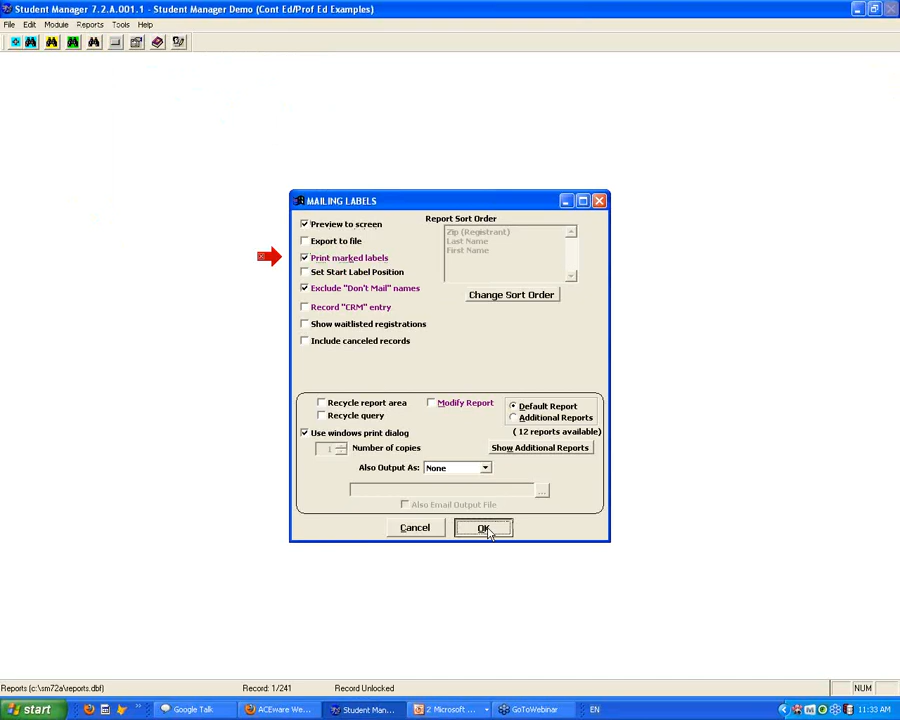 Student Manager 7.2.A.001.1 - Student Manager Demo (Cont Ed/Prof Ed Examples)
File Edit Module Reports Tools Help
MAILING LABELS
Preview to screen
Export to file
Print marked labels
Set Start Label Position
Exclude "Don't Mail" names
Record "CRM" entry
Show waitlisted registrations
Include canceled records
Report Sort Order
Zip (Registrant)
Last Name
First Name
Change Sort Order
Recycle report area
Recycle query
Modify Report
Default Report
Additional Reports
( 12 reports available)
Use windows print dialog
1 Number of copies
Show Additional Reports
Also Output As: None
...
Also Email Output File
Cancel OK
Reports (c:\sm72a\reports.dbf) Record: 1/241 Record Unlocked NUM
start Google Talk ACEware We... Student Man... 2 Microsoft ... GoToWebinar EN 11:33 AM